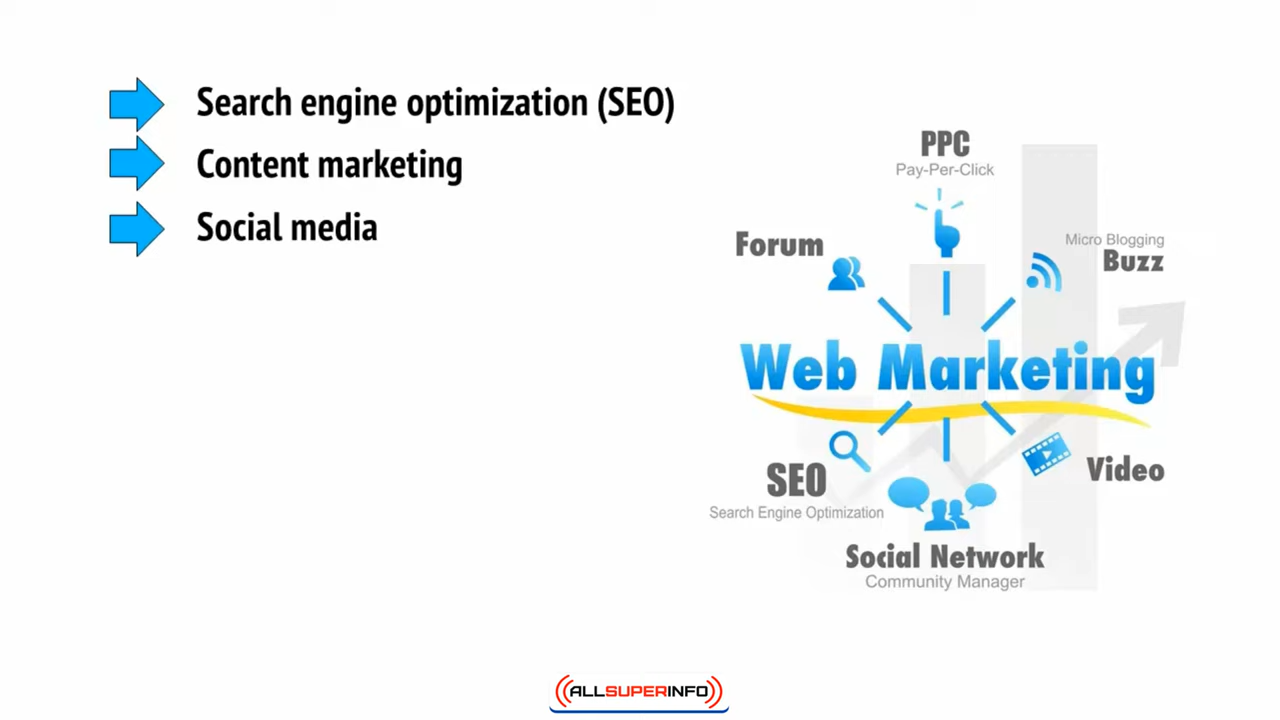 Search engine optimization (SEO)
Content marketing
Social media
PPC
Pay-Per-Click
Forum
Micro Blogging
Buzz
Web Marketing
SEO
Search Engine Optimization
Video
Social Network
Community Manager
ALLSUPERINFO